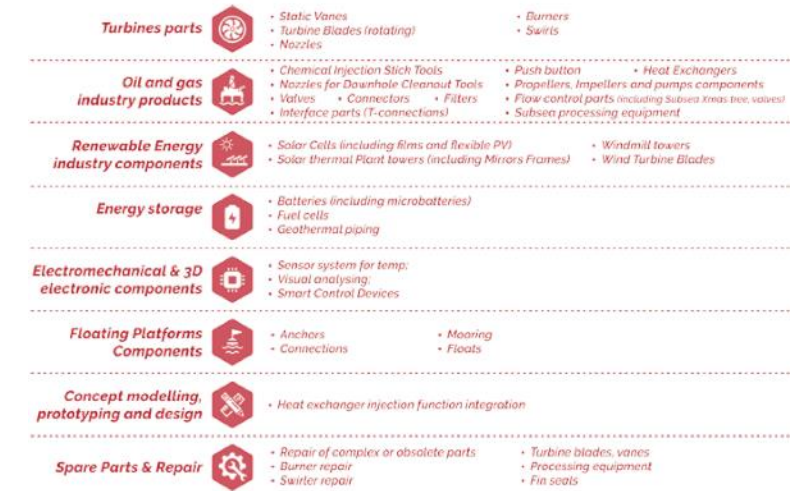 Turbines parts
• Static Vanes
• Turbine Blades (rotating)
• Nozzles
• Burners
• Swirls
Oil and gas
industry products
• Chemical Injection Stick Tools
• Nozzles for Downhole Cleanout Tools
• Valves • Connectors • Filters
• Interface parts (T-connections)
• Push button • Heat Exchangers
• Propellers, Impellers and pumps components
• Flow control parts (including Subsea Xmas tree, valves)
• Subsea processing equipment
Renewable Energy
industry components
• Solar Cells (including films and flexible PV)
• Solar thermal Plant towers (including Mirrors Frames)
• Windmill towers
• Wind Turbine Blades
Energy storage
• Batteries (including microbatteries)
• Fuel cells
• Geothermal piping
Electromechanical & 3D
electronic components
• Sensor system for temp;
• Visual analysing;
• Smart Control Devices
Floating Platforms
Components
• Anchors
• Connections
• Mooring
• Floats
Concept modelling,
prototyping and design
• Heat exchanger injection function integration
Spare Parts & Repair
• Repair of complex or obsolete parts
• Burner repair
• Swirler repair
• Turbine blades, vanes
• Processing equipment
• Fin seals